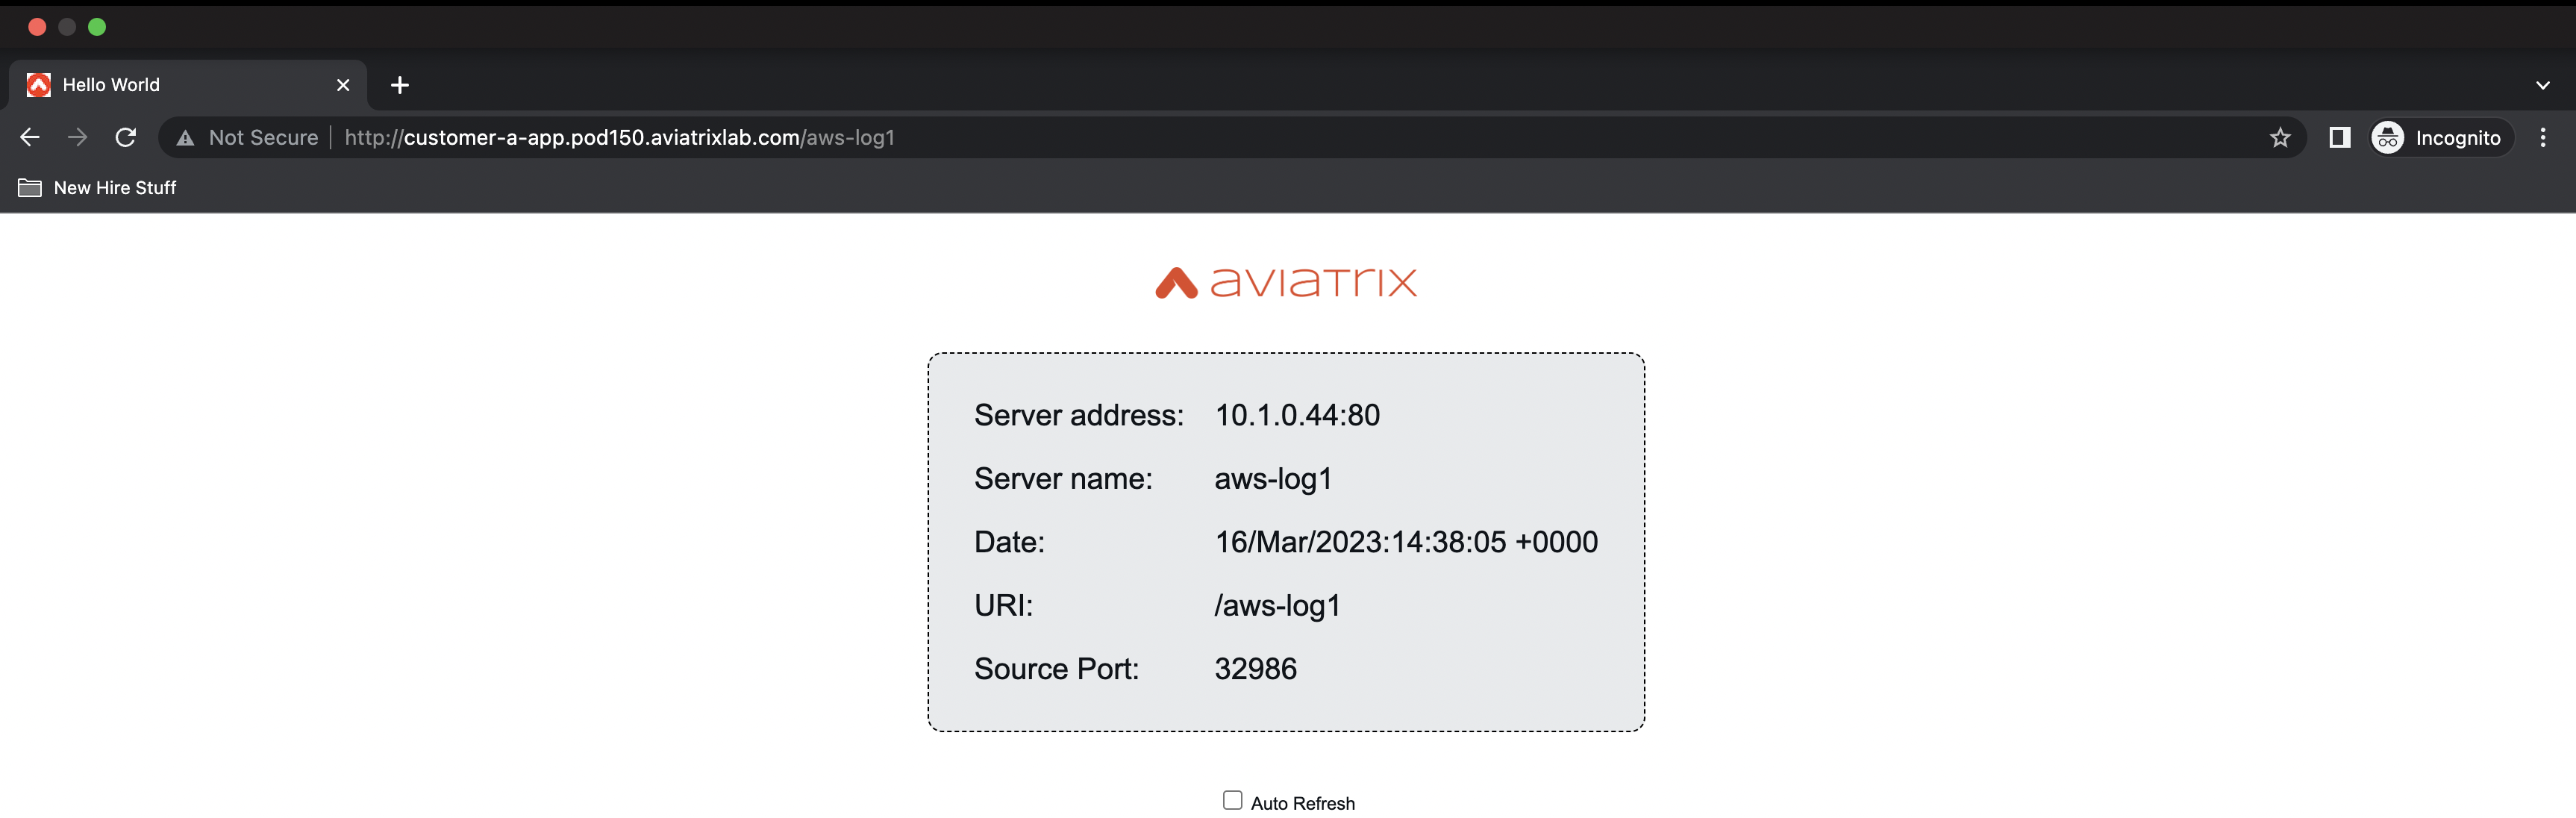 Hello World
Not Secure http://customer-a-app.pod150.aviatrixlab.com/aws-log1 Incognito
New Hire Stuff
aviatrix
Server address: 10.1.0.44:80
Server name: aws-log1
Date: 16/Mar/2023:14:38:05 +0000
URI: /aws-log1
Source Port: 32986
Auto Refresh